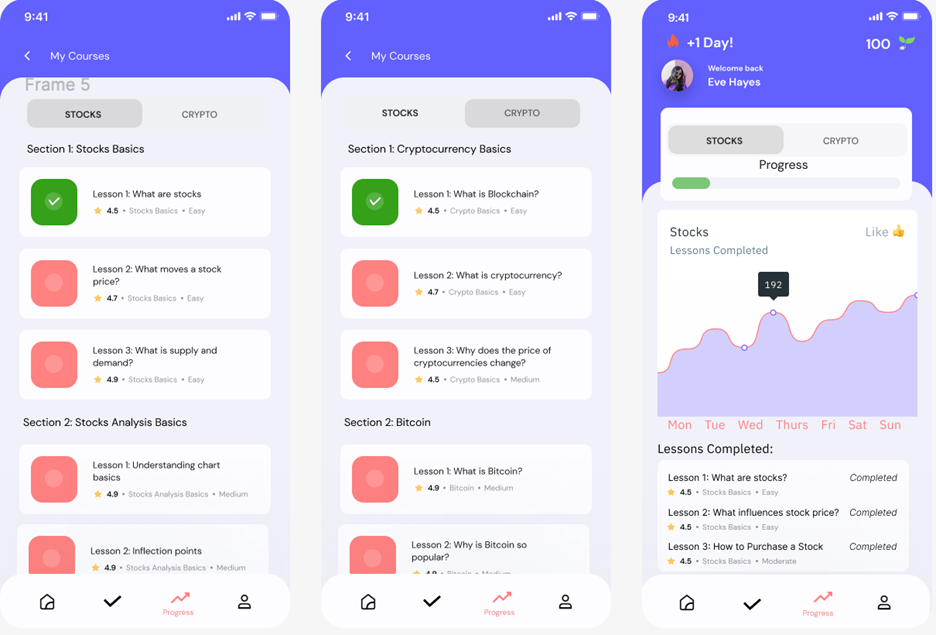 9:41
My Courses
Frame 5
STOCKS CRYPTO
Section 1: Stocks Basics
Lesson 1: What are stocks
4.5 • Stocks Basics • Easy
Lesson 2: What moves a stock
price?
4.7 • Stocks Basics • Easy
Lesson 3: What is supply and
demand?
4.9 • Stocks Basics • Easy
Section 2: Stocks Analysis Basics
Lesson 1: Understanding chart
basics
4.9 • Stocks Analysis Basics • Medium
Lesson 2: Inflection points
4.9 • Stocks Analysis Basics • Medium
Progress
9:41
My Courses
STOCKS CRYPTO
Section 1: Cryptocurrency Basics
Lesson 1: What is Blockchain?
4.5 • Crypto Basics • Easy
Lesson 2: What is cryptocurrency?
4.7 • Crypto Basics • Easy
Lesson 3: Why does the price of
cryptocurrencies change?
4.5 • Crypto Basics • Medium
Section 2: Bitcoin
Lesson 1: What is Bitcoin?
4.9 • Bitcoin • Medium
Lesson 2: Why is Bitcoin so
popular?
4.9 • Bitcoin • Medium
Progress
9:41
+1 Day! 100
Welcome back
Eve Hayes
STOCKS CRYPTO
Progress
Stocks Like 👍
Lessons Completed
192
Mon Tue Wed Thurs Fri Sat Sun
Lessons Completed:
Lesson 1: What are stocks? Completed
4.5 • Stocks Basics • Easy
Lesson 2: What influences stock price? Completed
4.5 • Stocks Basics • Easy
Lesson 3: How to Purchase a Stock Completed
4.5 • Stocks Basics • Moderate
Progress